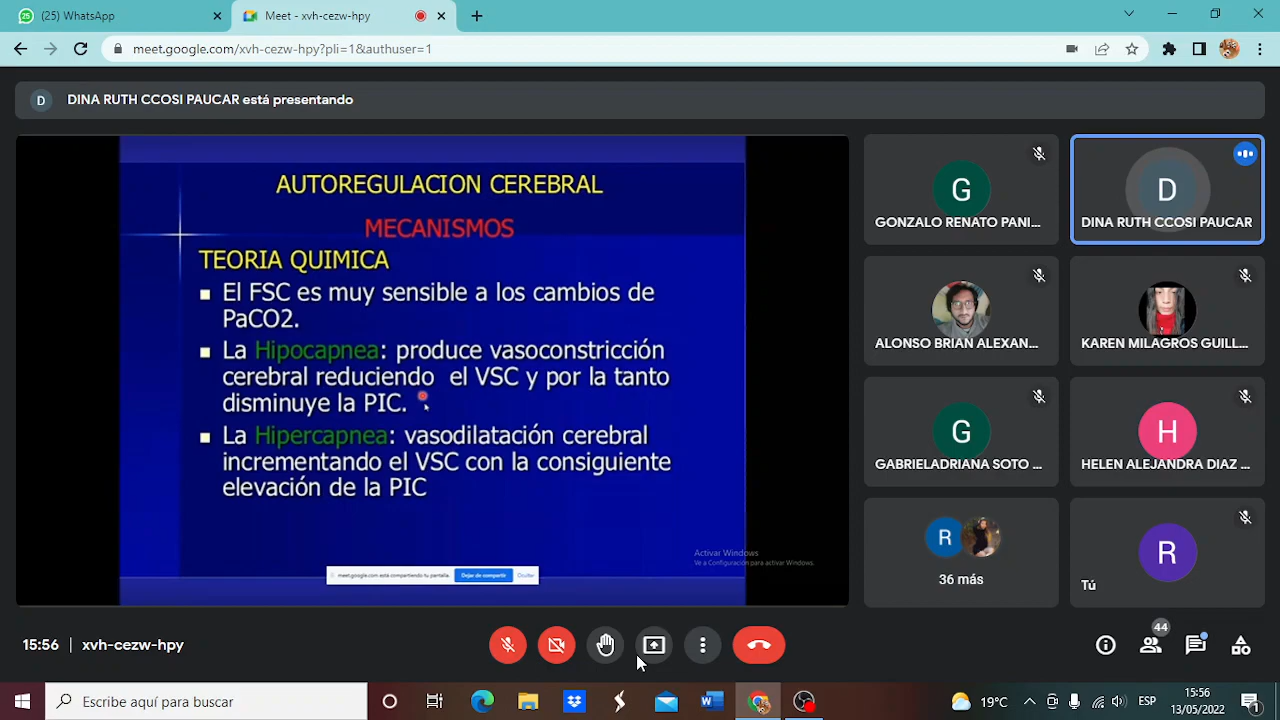 25
(25) WhatsApp
Meet - xvh-cezw-hpy
meet.google.com/xvh-cezw-hpy?pli=1&authuser=1
D
DINA RUTH CCOSI PAUCAR está presentando
AUTOREGULACION CEREBRAL
MECANISMOS
TEORIA QUIMICA
El FSC es muy sensible a los cambios de
PaCO2.
La Hipocapnea: produce vasoconstricción
cerebral reduciendo el VSC y por la tanto
disminuye la PIC.
La Hipercapnea: vasodilatación cerebral
incrementando el VSC con la consiguiente
elevación de la PIC
Activar Windows
Ve a Configuración para activar Windows.
meet.google.com está compartiendo tu pantalla.
Dejar de compartir
Ocultar
G
GONZALO RENATO PANI...
D
DINA RUTH CCOSI PAUCAR
ALONSO BRIAN ALEXAN...
KAREN MILAGROS GUILL...
G
GABRIELADRIANA SOTO ...
H
HELEN ALEJANDRA DIAZ ...
R
36 más
R
Tú
15:56 | xvh-cezw-hpy
44
Escribe aquí para buscar
W
19°C
ESP
15:56
13/05/2022
1